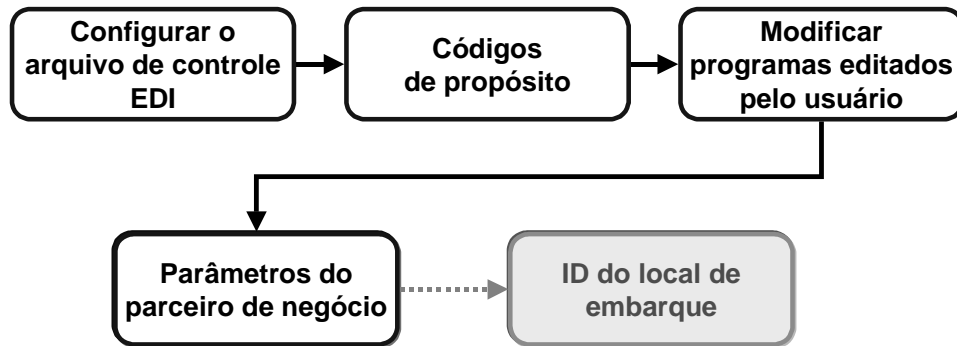 Configurar o
arquivo de controle
EDI
Códigos
de propósito
Modificar
programas editados
pelo usuário
Parâmetros do
parceiro de negócio
ID do local de
embarque